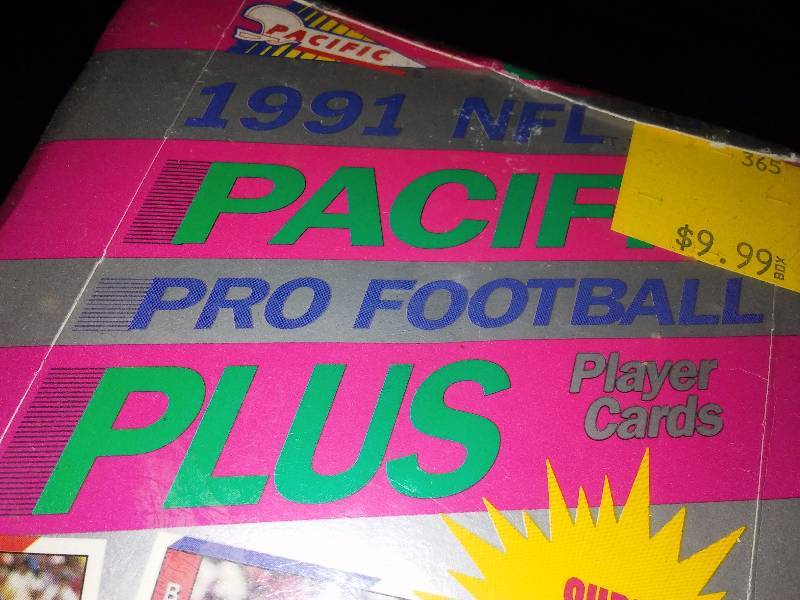 PACIFIC
1991 NFL
365
PACIF
$9.99 BOX
PRO FOOTBALL
PLUS
Player
Cards